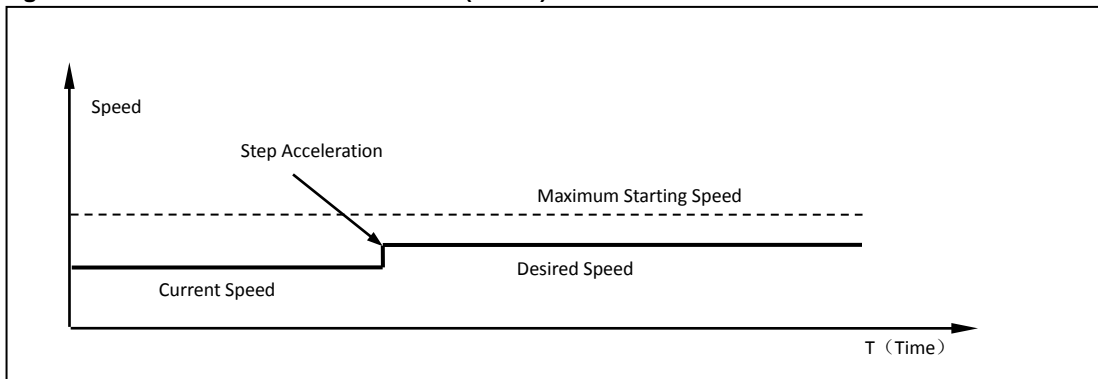 Speed
Step Acceleration
Maximum Starting Speed
Desired Speed
Current Speed
T（Time）